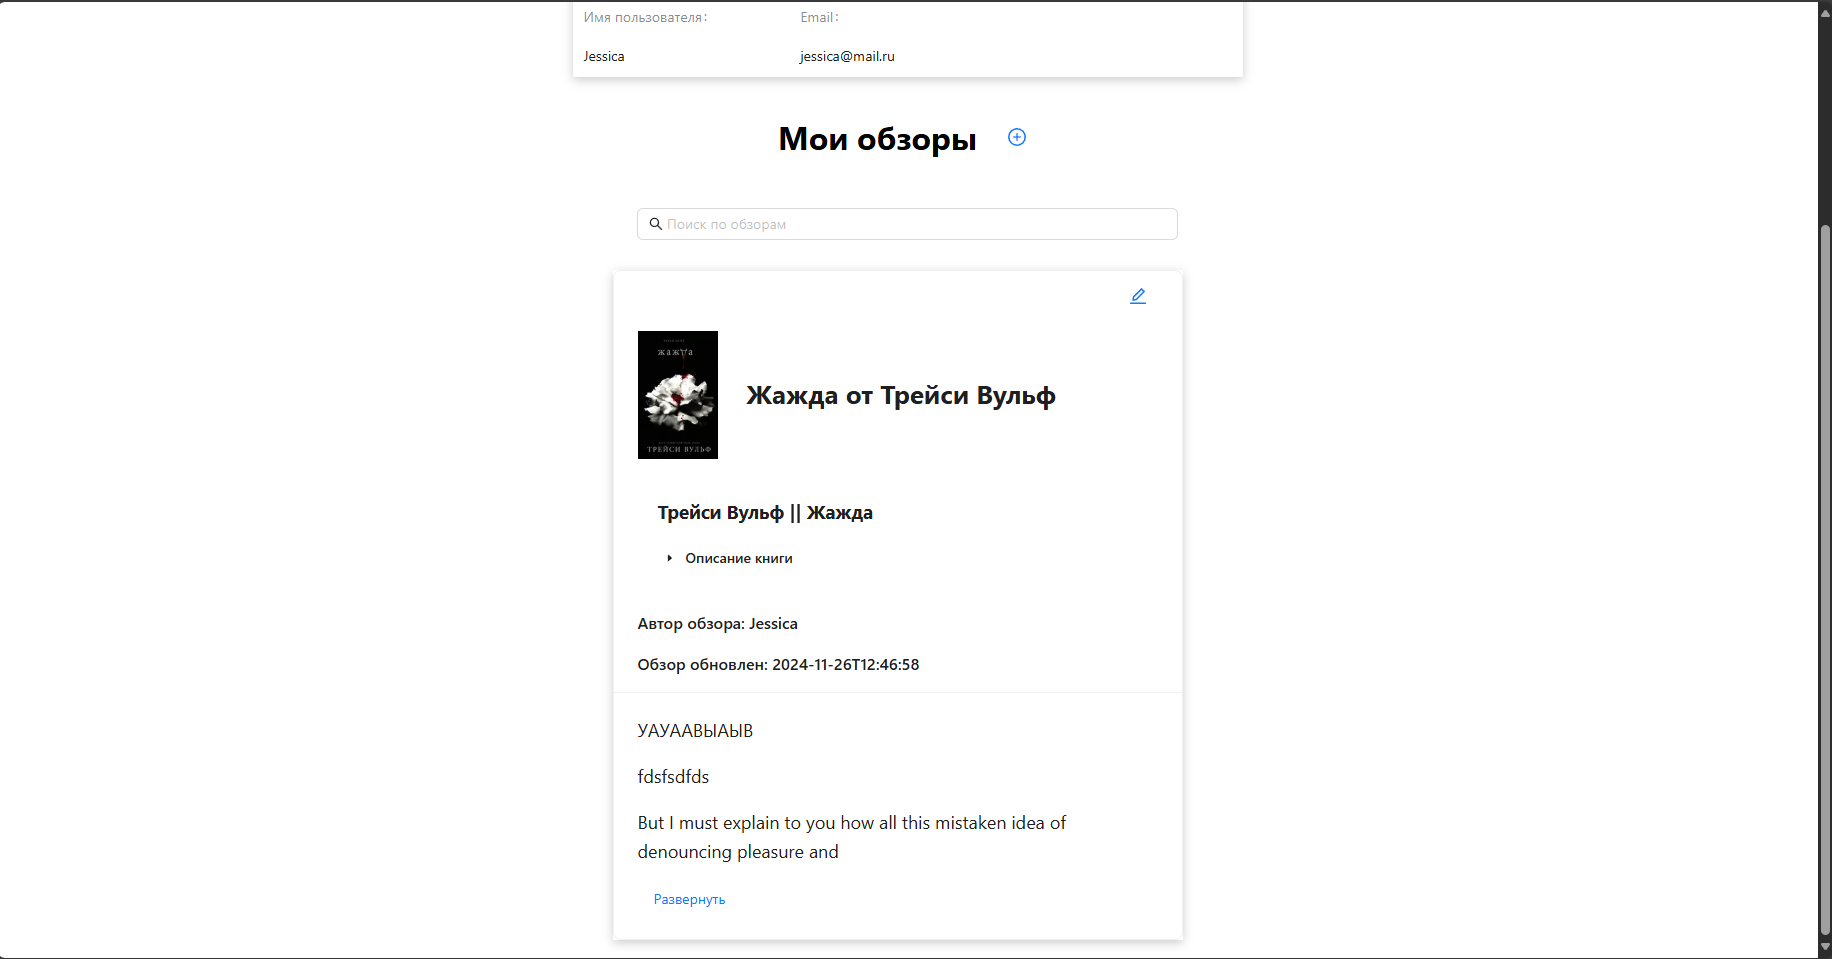 Имя пользователя:
Email:
Jessica
jessica@mail.ru
Мои обзоры
Поиск по обзорам
жажда
ТРЕЙСИ ВУЛЬФ
Жажда от Трейси Вульф
Трейси Вульф || Жажда
Описание книги
Автор обзора: Jessica
Обзор обновлен: 2024-11-26T12:46:58
УАУААВЫАЫВ
fdsfsdfds
But I must explain to you how all this mistaken idea of
denouncing pleasure and
Развернуть